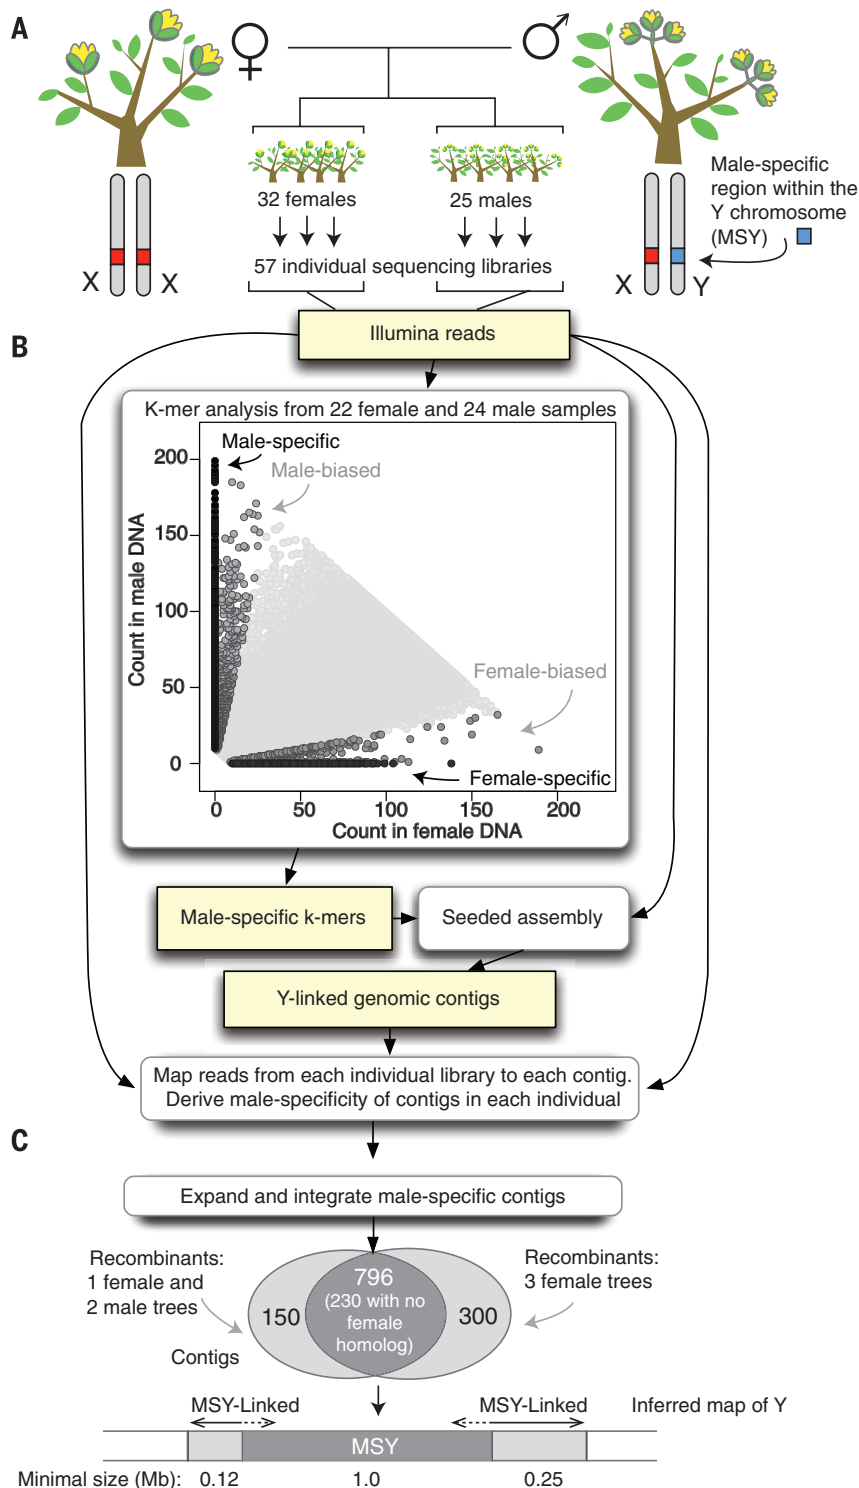 A
♀
♂
32 females
25 males
57 individual sequencing libraries
X
X
X
Y
Male-specific
region within the
Y chromosome
(MSY)
B
Illumina reads
K-mer analysis from 22 female and 24 male samples
Male-specific
Male-biased
Female-biased
Female-specific
Count in male DNA
200
150
100
50
0
0
50
100
150
200
Count in female DNA
Male-specific k-mers
Seeded assembly
Y-linked genomic contigs
Map reads from each individual library to each contig.
Derive male-specificity of contigs in each individual
C
Expand and integrate male-specific contigs
Recombinants:
1 female and
2 male trees
Recombinants:
3 female trees
150
796
(230 with no
female
homolog)
300
Contigs
MSY-Linked
MSY-Linked
Inferred map of Y
MSY
Minimal size (Mb):
0.12
1.0
0.25